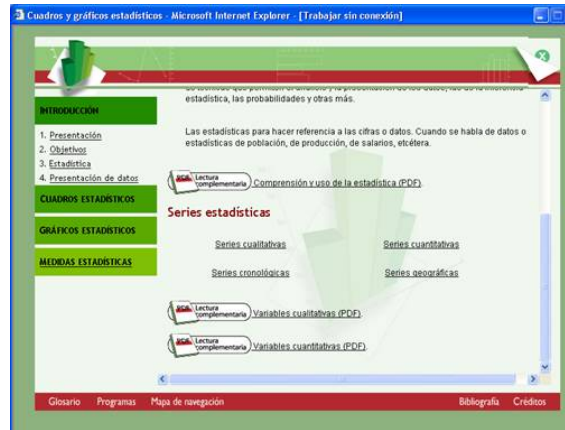 Cuadros y gráficos estadísticos - Microsoft Internet Explorer - [Trabajar sin conexión]
INTRODUCCIÓN
1. Presentación
2. Objetivos
3. Estadística
4. Presentación de datos
CUADROS ESTADÍSTICOS
GRÁFICOS ESTADÍSTICOS
MEDIDAS ESTADÍSTICAS
estadística, las probabilidades y otras más.
Las estadísticas para hacer referencia a las cifras o datos. Cuando se habla de datos o
estadísticas de población, de producción, de salarios, etcétera.
PDF Lectura complementaria Comprensión y uso de la estadística (PDF).
Series estadísticas
Series cualitativas Series cuantitativas
Series cronológicas Series geográficas
PDF Lectura complementaria Variables cualitativas (PDF).
PDF Lectura complementaria Variables cuantitativas (PDF).
Glosario Programas Mapa de navegación Bibliografía Créditos